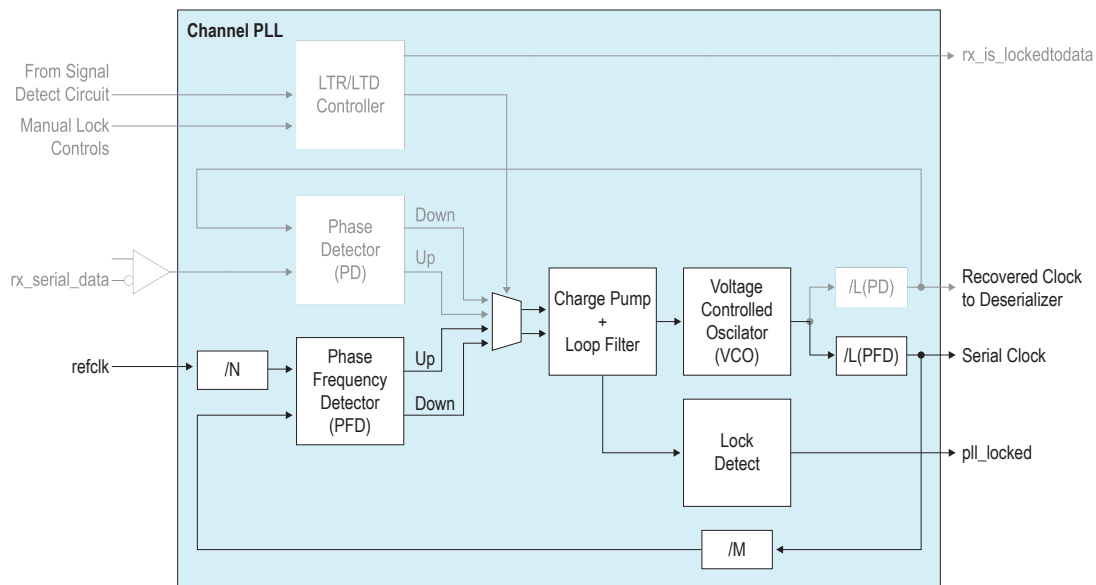 Channel PLL
LTR/LTD
Controller
rx_is_lockedtodata
From Signal
Detect Circuit
Manual Lock
Controls
Phase
Detector
(PD)
Down
Up
rx_serial_data
Charge Pump
+
Loop Filter
Voltage
Controlled
Oscilator
(VCO)
/L(PD)
Recovered Clock
to Deserializer
refclk
/N
Phase
Frequency
Detector
(PFD)
Up
Down
/L(PFD)
Serial Clock
Lock
Detect
pll_locked
/M